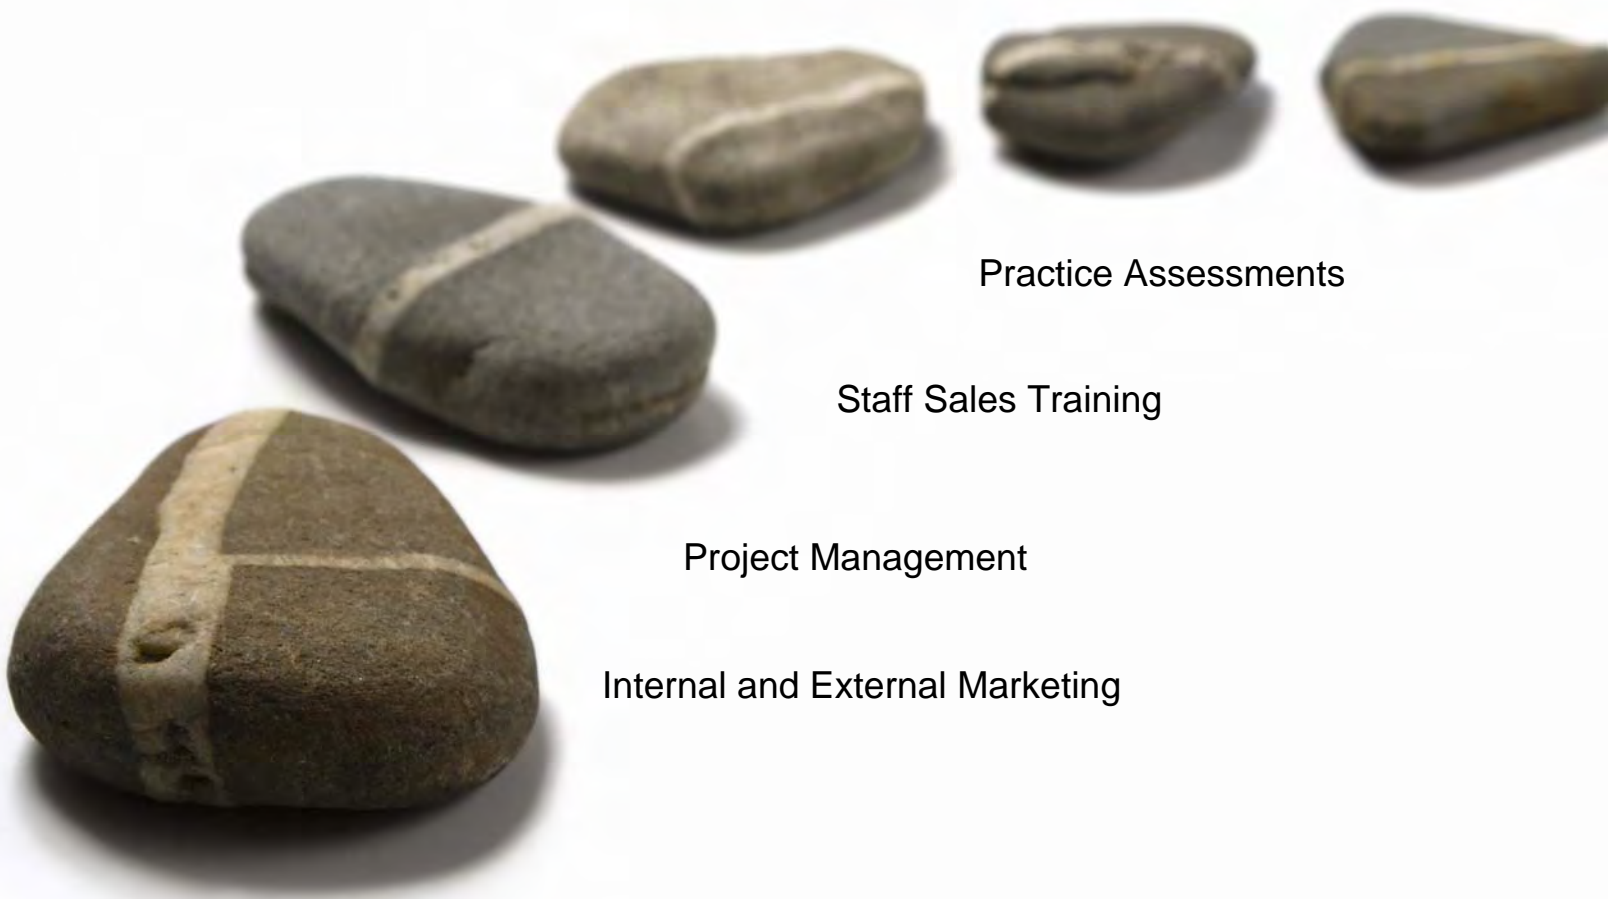 Practice Assessments
Staff Sales Training
Project Management
Internal and External Marketing